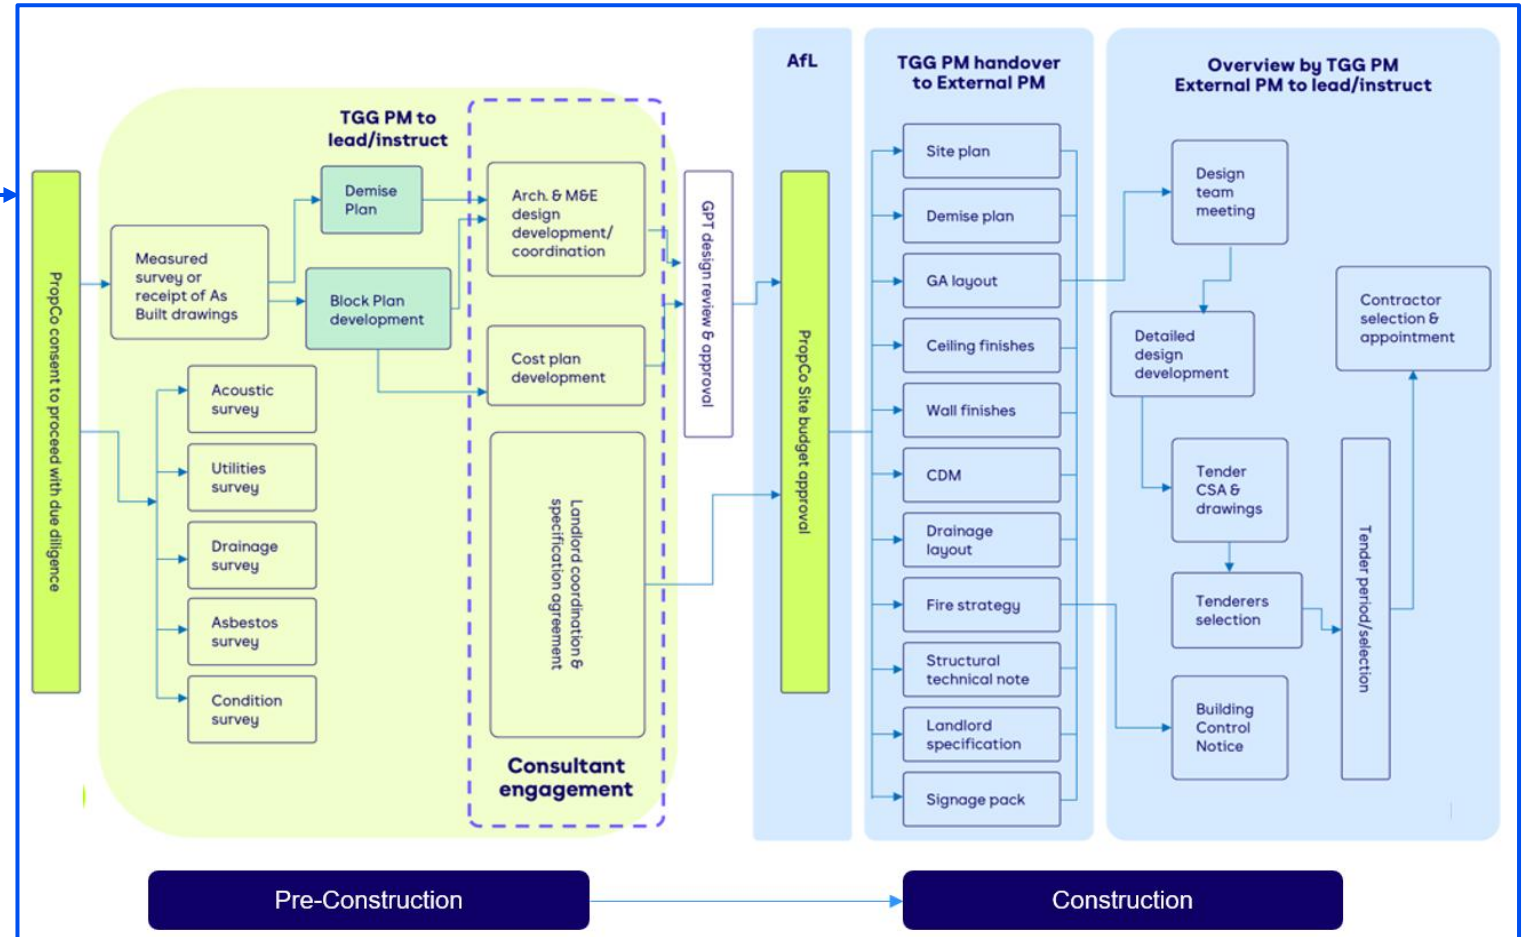 PropCo consent to proceed with due diligence
TGG PM to
lead/instruct
Measured
survey or
receipt of As
Built drawings
Demise
Plan
Block Plan
development
Acoustic
survey
Utilities
survey
Drainage
survey
Asbestos
survey
Condition
survey
Arch. & M&E
design
development/
coordination
Cost plan
development
Landlord coordination &
specification agreement
Consultant
engagement
GPT design review & approval
AfL
PropCo Site budget approval
TGG PM handover
to External PM
Site plan
Demise plan
GA layout
Ceiling finishes
Wall finishes
CDM
Drainage
layout
Fire strategy
Structural
technical note
Landlord
specification
Signage pack
Overview by TGG PM
External PM to lead/instruct
Design
team
meeting
Detailed
design
development
Tender
CSA &
drawings
Tenderers
selection
Building
Control
Notice
Tender period/selection
Contractor
selection &
appointment
Pre-Construction
Construction